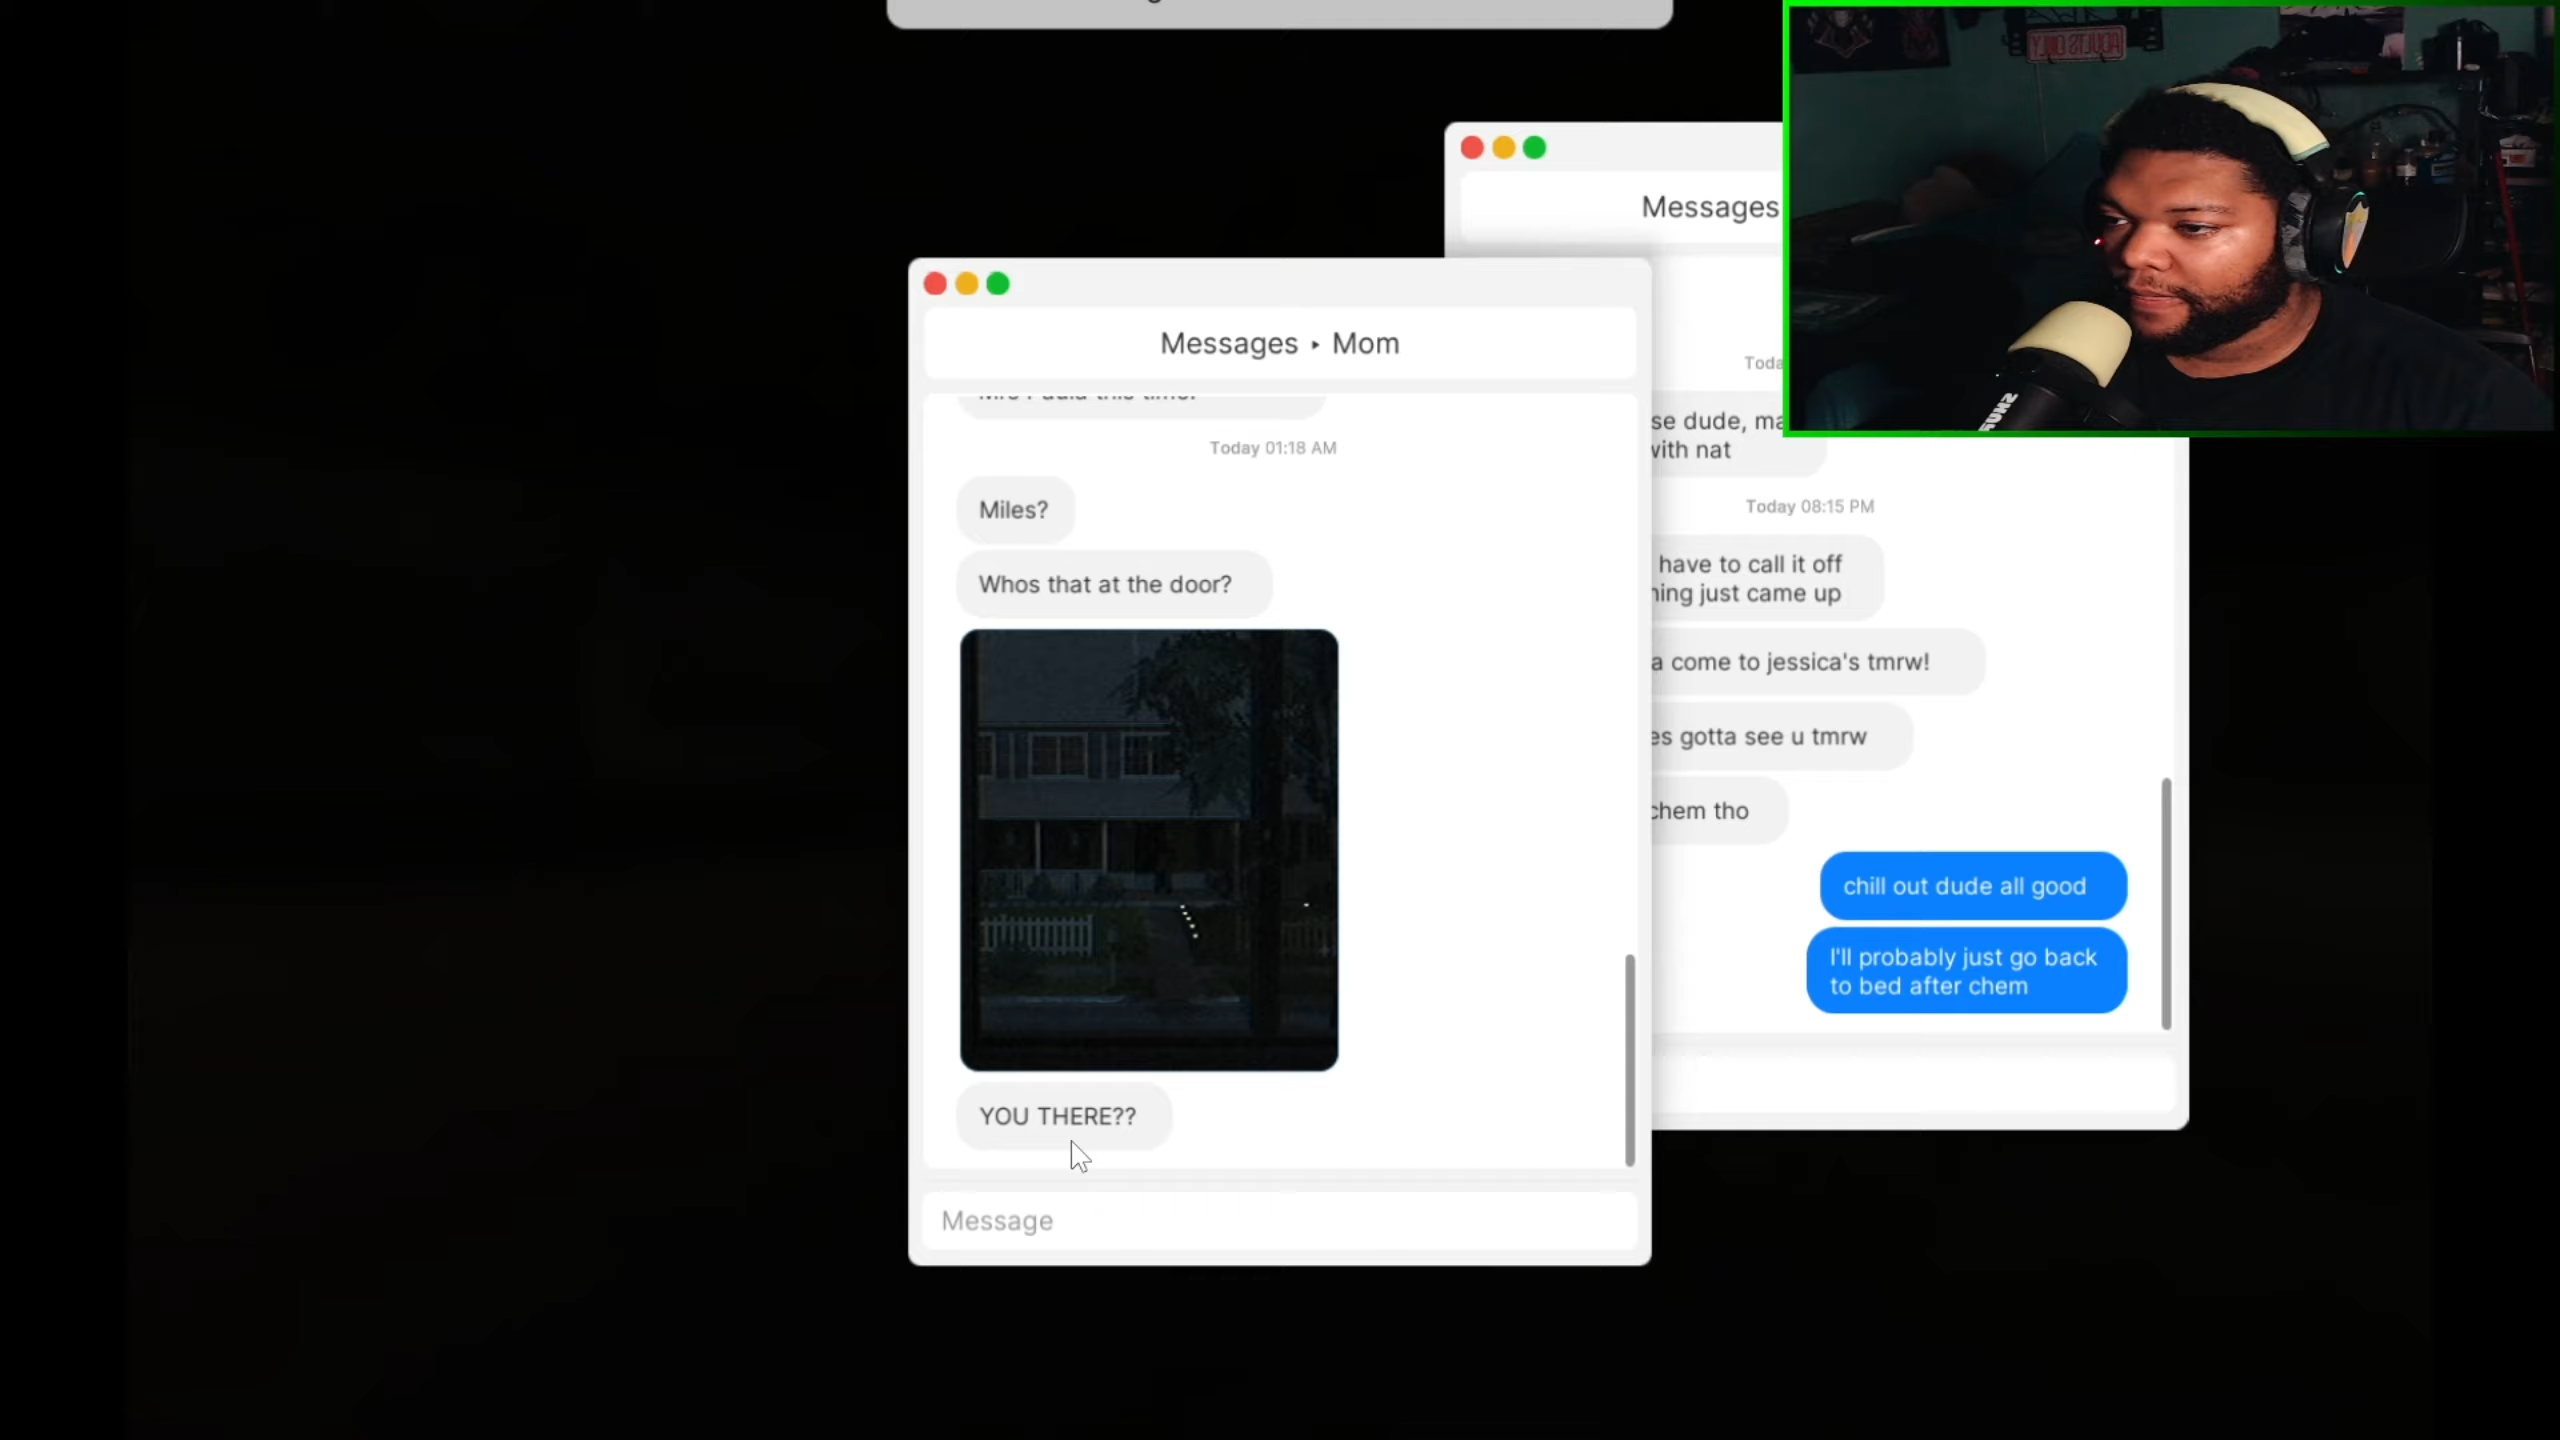 Messages ▸ Mom
Today 01:18 AM
Miles?
Whos that at the door?
YOU THERE??
Message
Messages
se dude, ma
with nat
Today 08:15 PM
have to call it off
ning just came up
a come to jessica's tmrw!
es gotta see u tmrw
chem tho
chill out dude all good
I'll probably just go back
to bed after chem
ADULTS ONLY